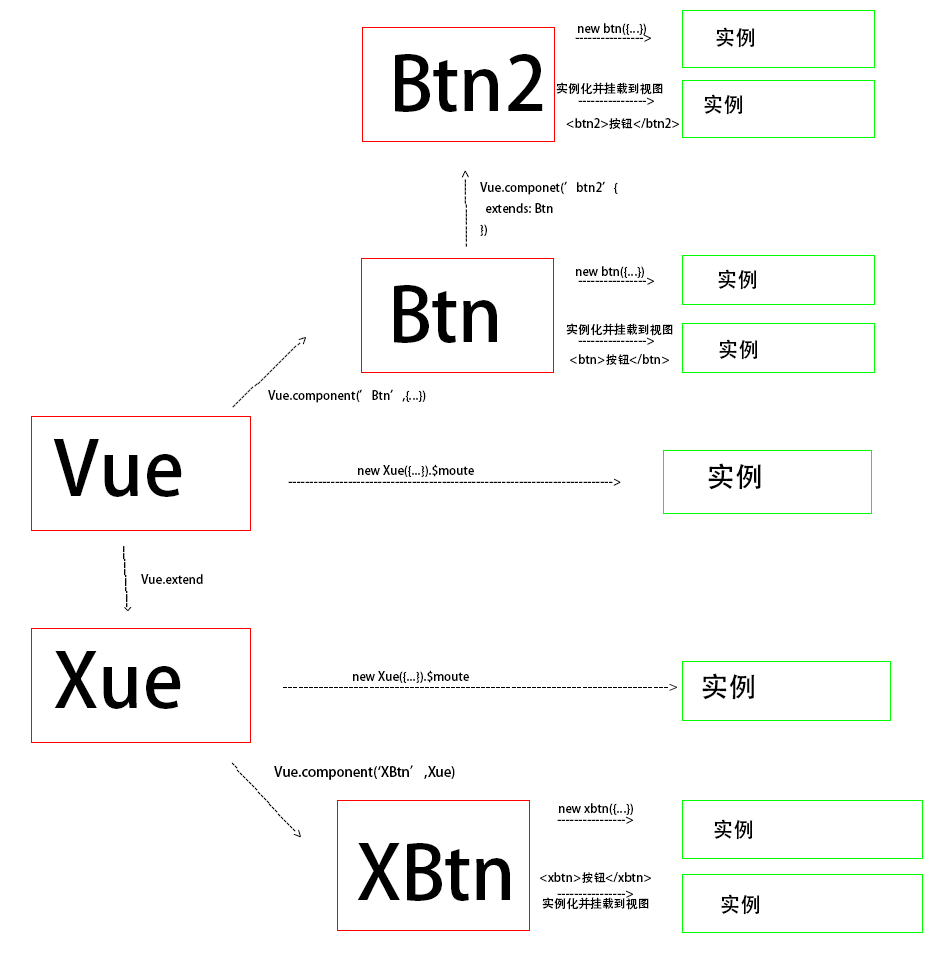 Btn2
new btn({...})
实例
实例化并挂载到视图
<btn2>按钮</btn2>
实例
Vue.componet(′btn2′{
extends: Btn
})
Btn
new btn({...})
实例
实例化并挂载到视图
<btn>按钮</btn>
实例
Vue.component(′Btn′,{...})
Vue
new Xue({...}).$moute
实例
Vue.extend
Xue
new Xue({...}).$moute
实例
Vue.component(‘XBtn′,Xue)
XBtn
new xbtn({...})
实例
<xbtn>按钮</xbtn>
实例化并挂载到视图
实例